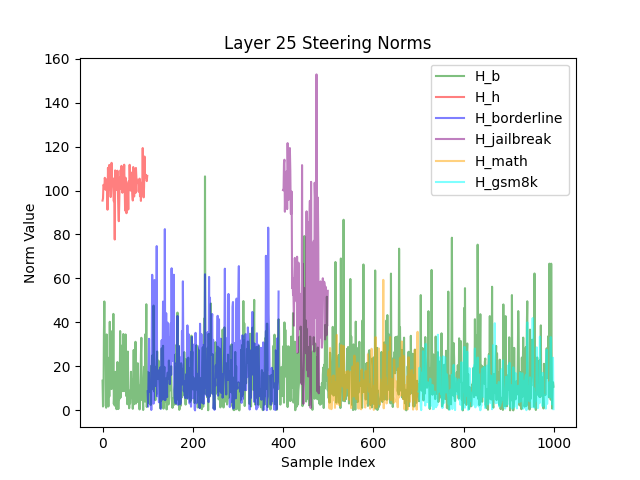 Layer 25 Steering Norms
160
140
120
100
80
60
40
20
0
Norm Value
0
200
400
600
800
1000
Sample Index
H_b
H_h
H_borderline
H_jailbreak
H_math
H_gsm8k